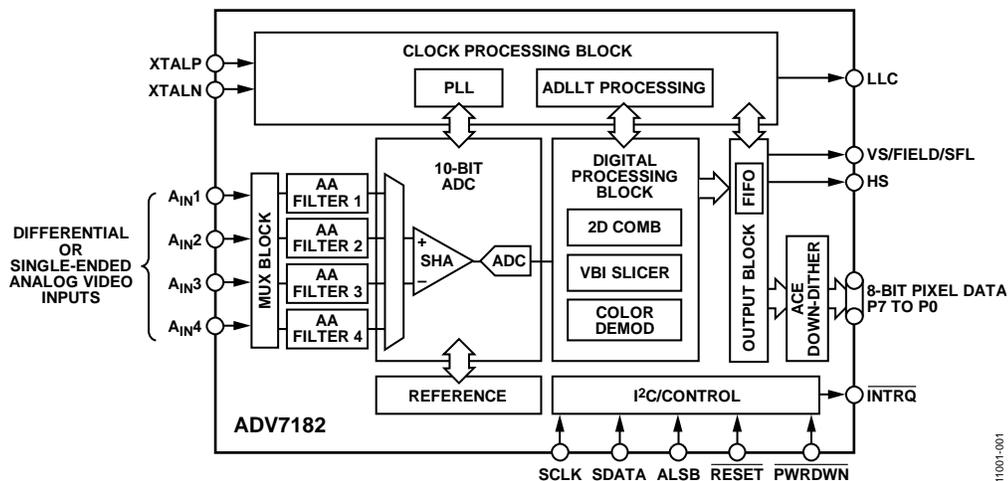 CLOCK PROCESSING BLOCK
XTALP
XTALN
PLL
ADLLT PROCESSING
LLC
10-BIT
ADC
DIGITAL
PROCESSING
BLOCK
FIFO
OUTPUT BLOCK
VS/FIELD/SFL
HS
DIFFERENTIAL
OR
SINGLE-ENDED
ANALOG VIDEO
INPUTS
AIN1
AIN2
AIN3
AIN4
MUX BLOCK
AA
FILTER 1
AA
FILTER 2
AA
FILTER 3
AA
FILTER 4
+
SHA
–
ADC
2D COMB
VBI SLICER
COLOR
DEMOD
ACE
DOWN-DITHER
8-BIT PIXEL DATA
P7 TO P0
REFERENCE
I2C/CONTROL
INTRQ
ADV7182
SCLK
SDATA
ALSB
RESET
PWRDWN
11001-001